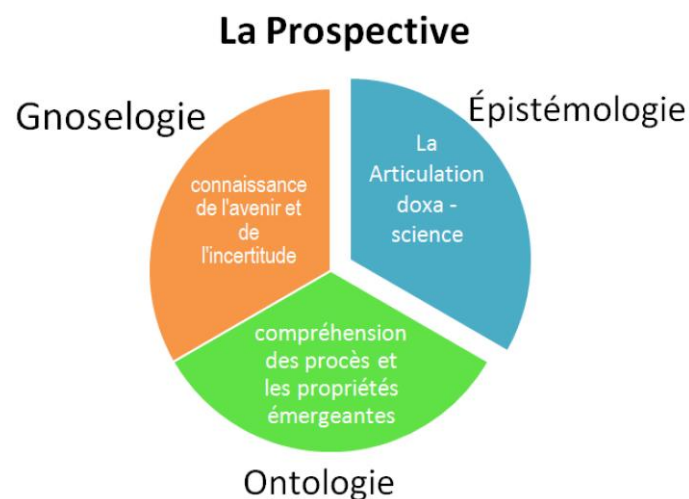 La Prospective
Gnoselogie
Épistémologie
La
Articulation
doxa -
science
connaissance
de l'avenir et
de
l'incertitude
compréhension
des procès et
les propriétés
émergeantes
Ontologie